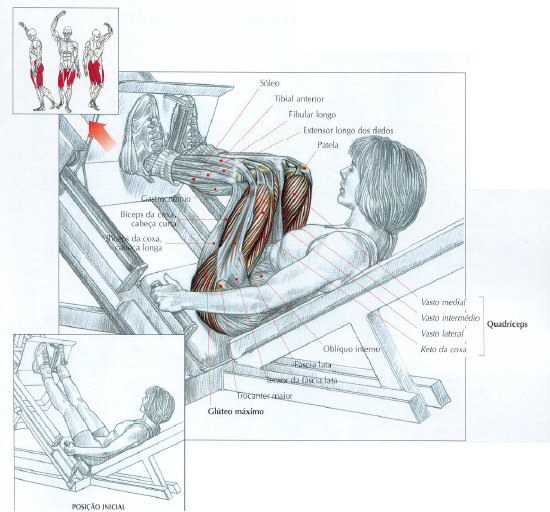 Sóleo
Tibial anterior
Fibular longo
Extensor longo dos dedos
Patela
Gastrocnêmio
Bíceps da coxa,
cabeça curta
Bíceps da coxa,
cabeça longa
Vasto medial
Vasto intermédio
Vasto lateral
Reto da coxa
Quadríceps
Oblíquo interno
Fáscia lata
Tensor da fáscia lata
Trocanter maior
Glúteo máximo
POSIÇÃO INICIAL